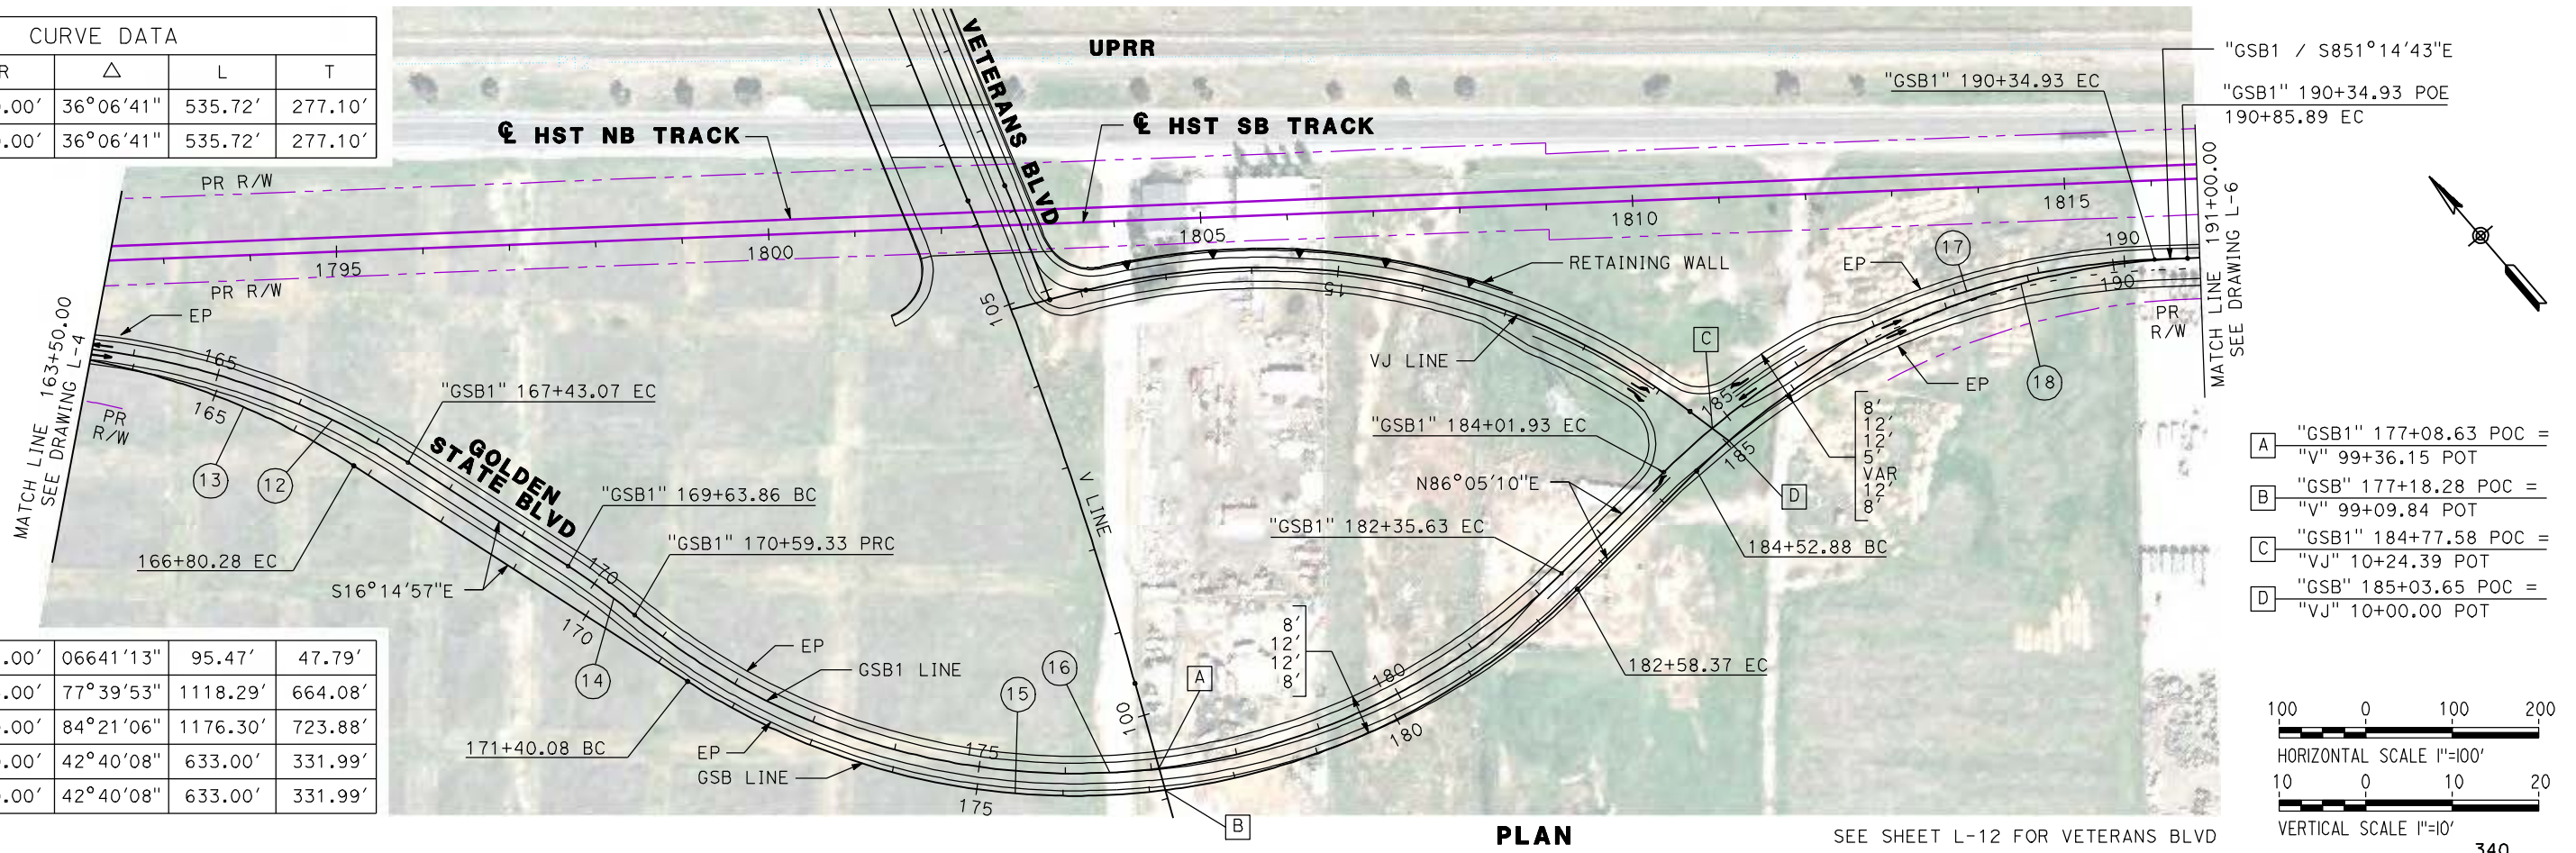 CURVE DATA
R △ L T
.00' 36°06'41" 535.72' 277.10'
.00' 36°06'41" 535.72' 277.10'
VETERANS BLVD
UPRR
℄ HST NB TRACK
℄ HST SB TRACK
VETERANS BLVD
"GSB1 / S851°14'43"E
"GSB1" 190+34.93 EC
"GSB1" 190+34.93 POE
190+85.89 EC
PR R/W
PR R/W
1795
1800
1805
1810
1815
MATCH LINE 191+00.00
SEE DRAWING L-6
PR
R/W
MATCH LINE 163+50.00
SEE DRAWING L-4
EP
165
165
PR
R/W
13
12
"GSB1" 167+43.07 EC
GOLDEN
STATE BLVD
"GSB1" 169+63.86 BC
"GSB1" 170+59.33 PRC
166+80.28 EC
S16°14'57"E
170
170
14
171+40.08 BC
EP
GSB1 LINE
EP
GSB LINE
175
175
15
16
105
V LINE
100
A
B
RETAINING WALL
15
VJ LINE
C
"GSB1" 184+01.93 EC
N86°05'10"E
"GSB1" 182+35.63 EC
8'
12'
12'
8'
180
180
182+58.37 EC
184+52.88 BC
185
185
D
8'
12'
12'
5'
VAR
12'
8'
EP
17
190
190
18
EP
A "GSB1" 177+08.63 POC =
"V" 99+36.15 POT
B "GSB" 177+18.28 POC =
"V" 99+09.84 POT
C "GSB1" 184+77.58 POC =
"VJ" 10+24.39 POT
D "GSB" 185+03.65 POC =
"VJ" 10+00.00 POT
.00' 06641'13" 95.47' 47.79'
.00' 77°39'53" 1118.29' 664.08'
.00' 84°21'06" 1176.30' 723.88'
.00' 42°40'08" 633.00' 331.99'
.00' 42°40'08" 633.00' 331.99'
100 0 100 200
HORIZONTAL SCALE 1"=100'
10 0 10 20
VERTICAL SCALE 1"=10'
PLAN
SEE SHEET L-12 FOR VETERANS BLVD
340